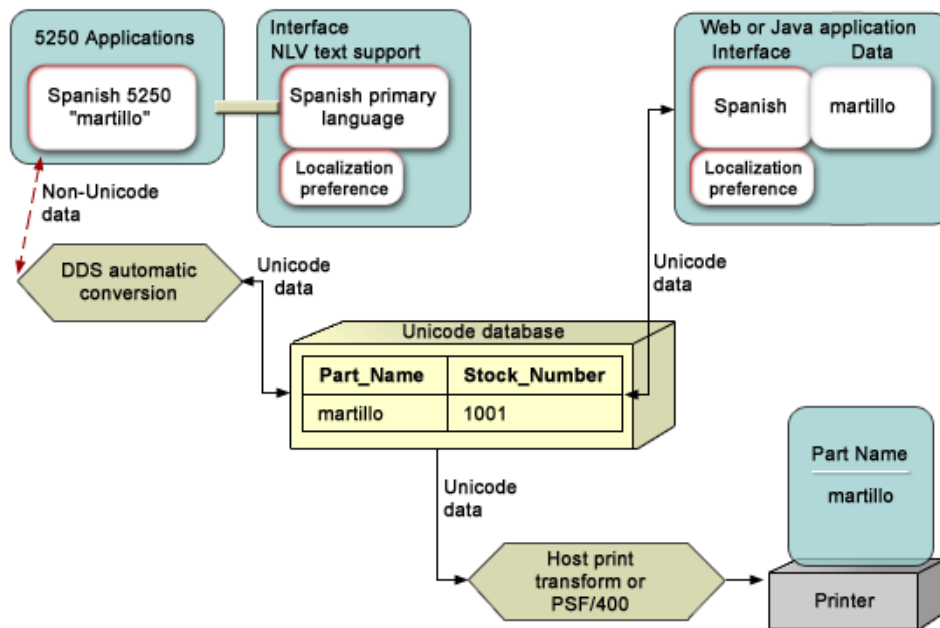 5250 Applications
Spanish 5250
"martillo"
Interface
NLV text support
Spanish primary
language
Localization
preference
Web or Java application
Interface Data
Spanish
martillo
Localization
preference
Non-Unicode
data
DDS automatic
conversion
Unicode
data
Unicode
data
Unicode database
Part_Name Stock_Number
martillo 1001
Unicode
data
Host print
transform or
PSF/400
Part Name
martillo
Printer